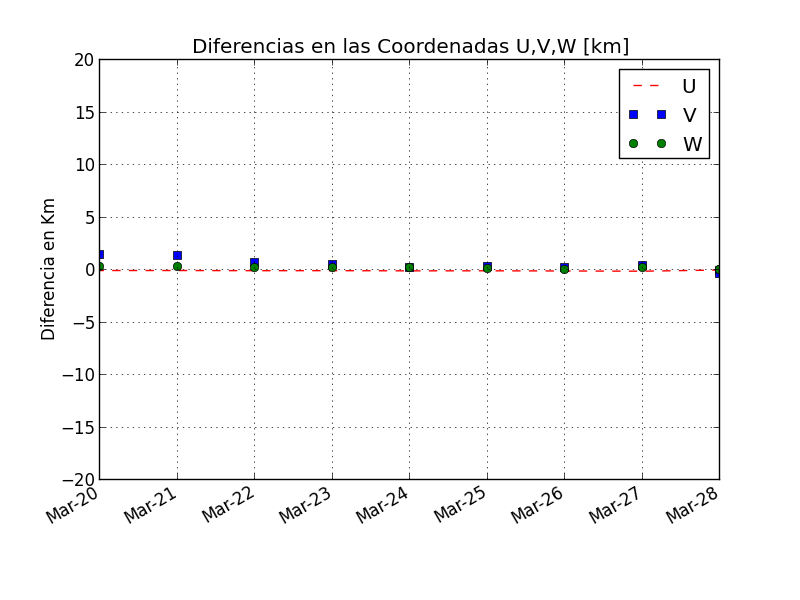 Diferencias en las Coordenadas U,V,W [km]
20
15
10
5
0
−5
−10
−15
−20
Diferencia en Km
U
V
W
Mar-20
Mar-21
Mar-22
Mar-23
Mar-24
Mar-25
Mar-26
Mar-27
Mar-28